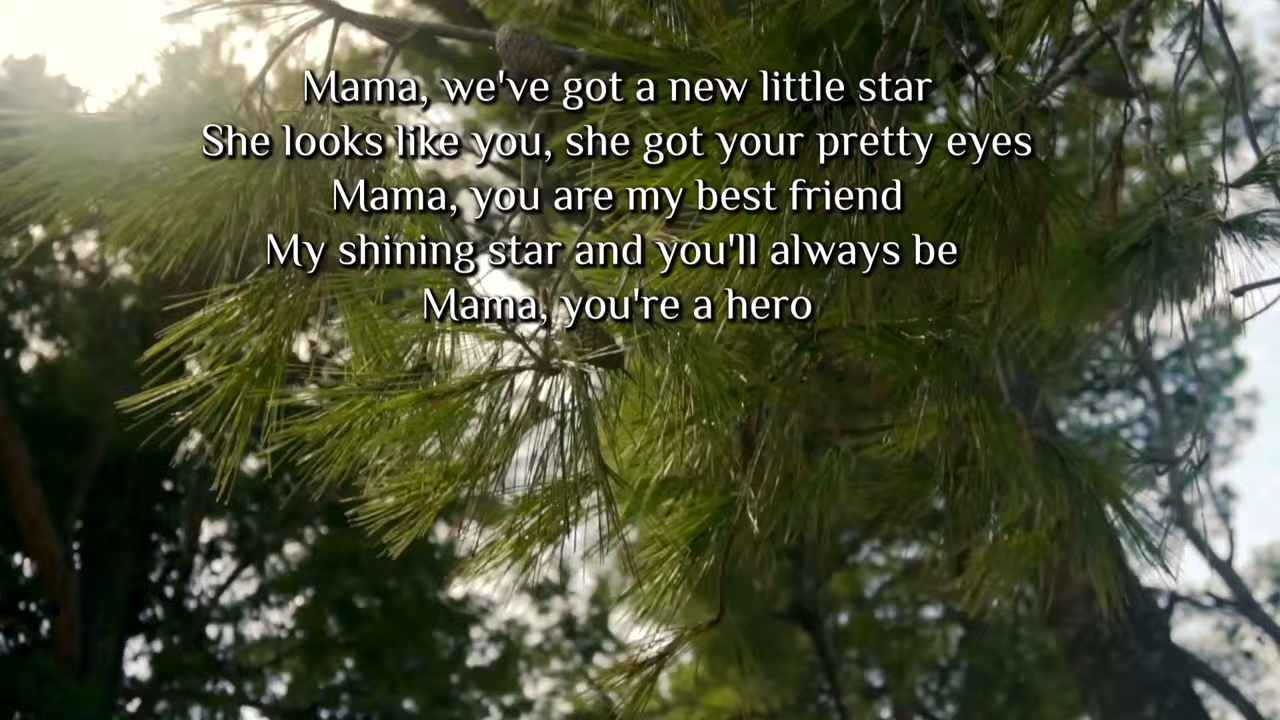 Mama, we've got a new little star
She looks like you, she got your pretty eyes
Mama, you are my best friend
My shining star and you'll always be
Mama, you're a hero